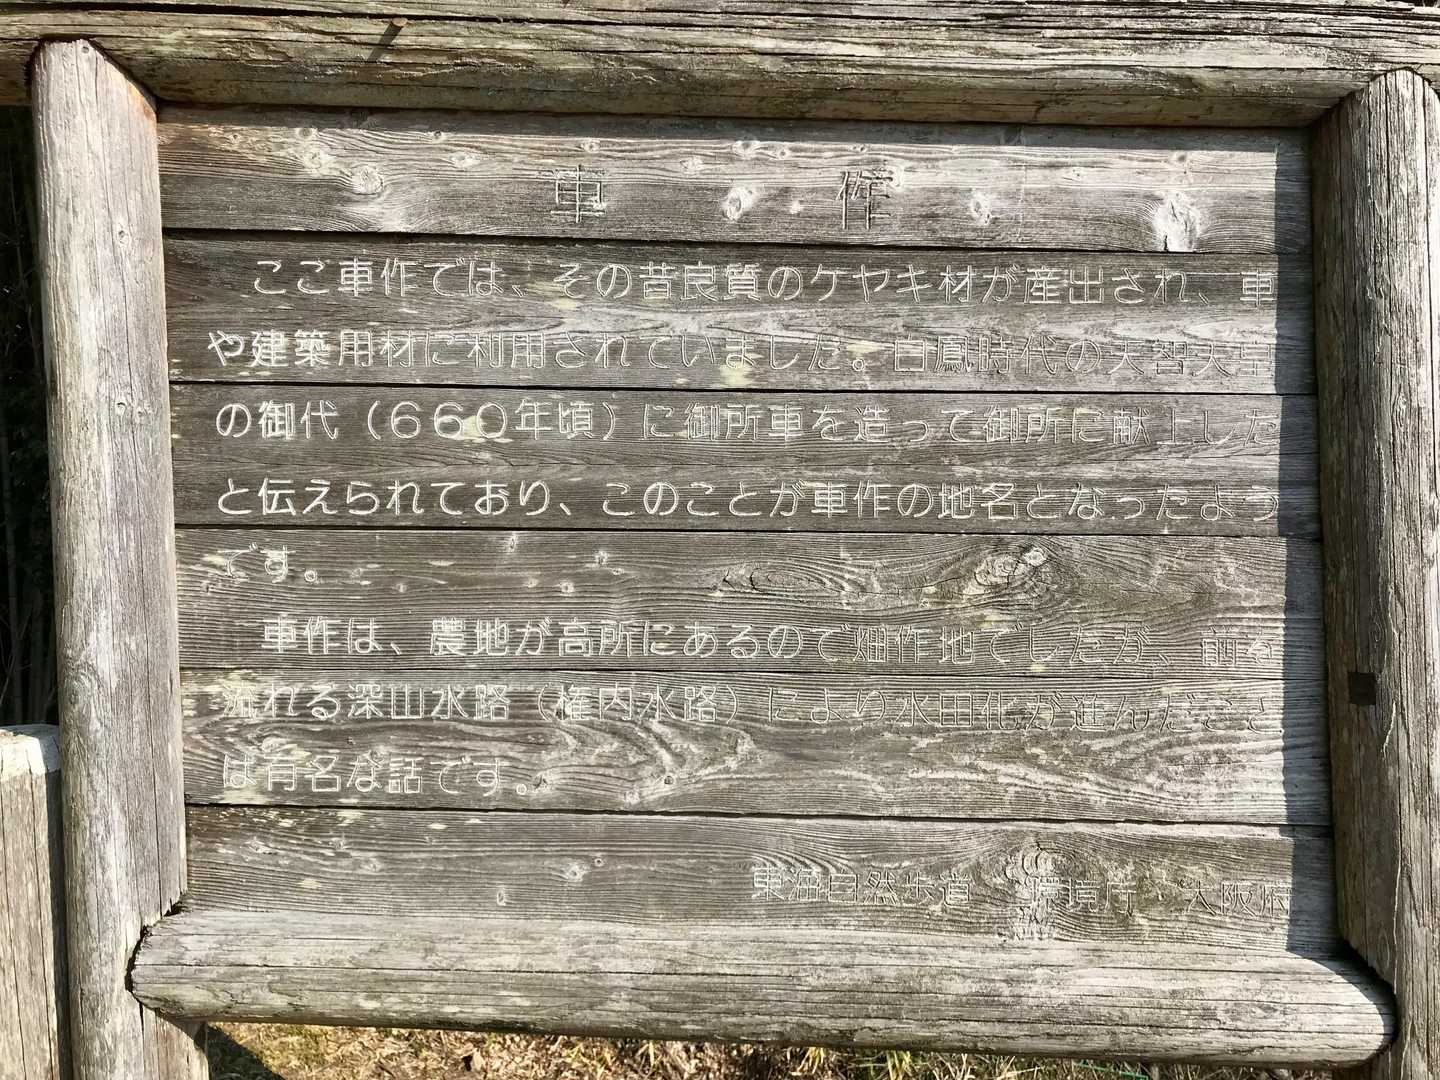 車作
ここ車作では、その昔良質のケヤキ材が産出され、車
や建築用材に利用されていました。白鳳時代の天智天皇
の御代（６６０年頃）に御所車を造って御所に献上した
と伝えられており、このことが車作の地名となったよう
です。
車作は、農地が高所にあるので畑作地でしたが、前を
流れる深山水路（権内水路）により水田化が進んだこと
は有名な話です。
東海自然歩道 環境庁・大阪府